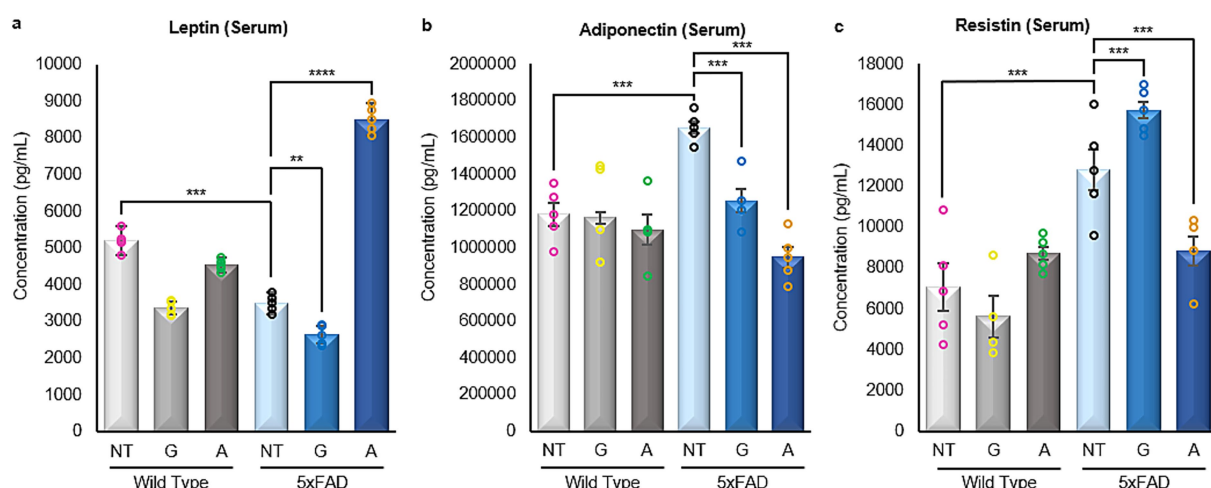 a
Leptin (Serum)
Concentration (pg/mL)
10000
9000
8000
7000
6000
5000
4000
3000
2000
1000
0
****
**
***
NT G A NT G A
Wild Type 5xFAD
b
Adiponectin (Serum)
Concentration (pg/mL)
2000000
1800000
1600000
1400000
1200000
1000000
800000
600000
400000
200000
0
***
***
***
NT G A NT G A
Wild Type 5xFAD
c
Resistin (Serum)
Concentration (pg/mL)
18000
16000
14000
12000
10000
8000
6000
4000
2000
0
***
***
***
NT G A NT G A
Wild Type 5xFAD